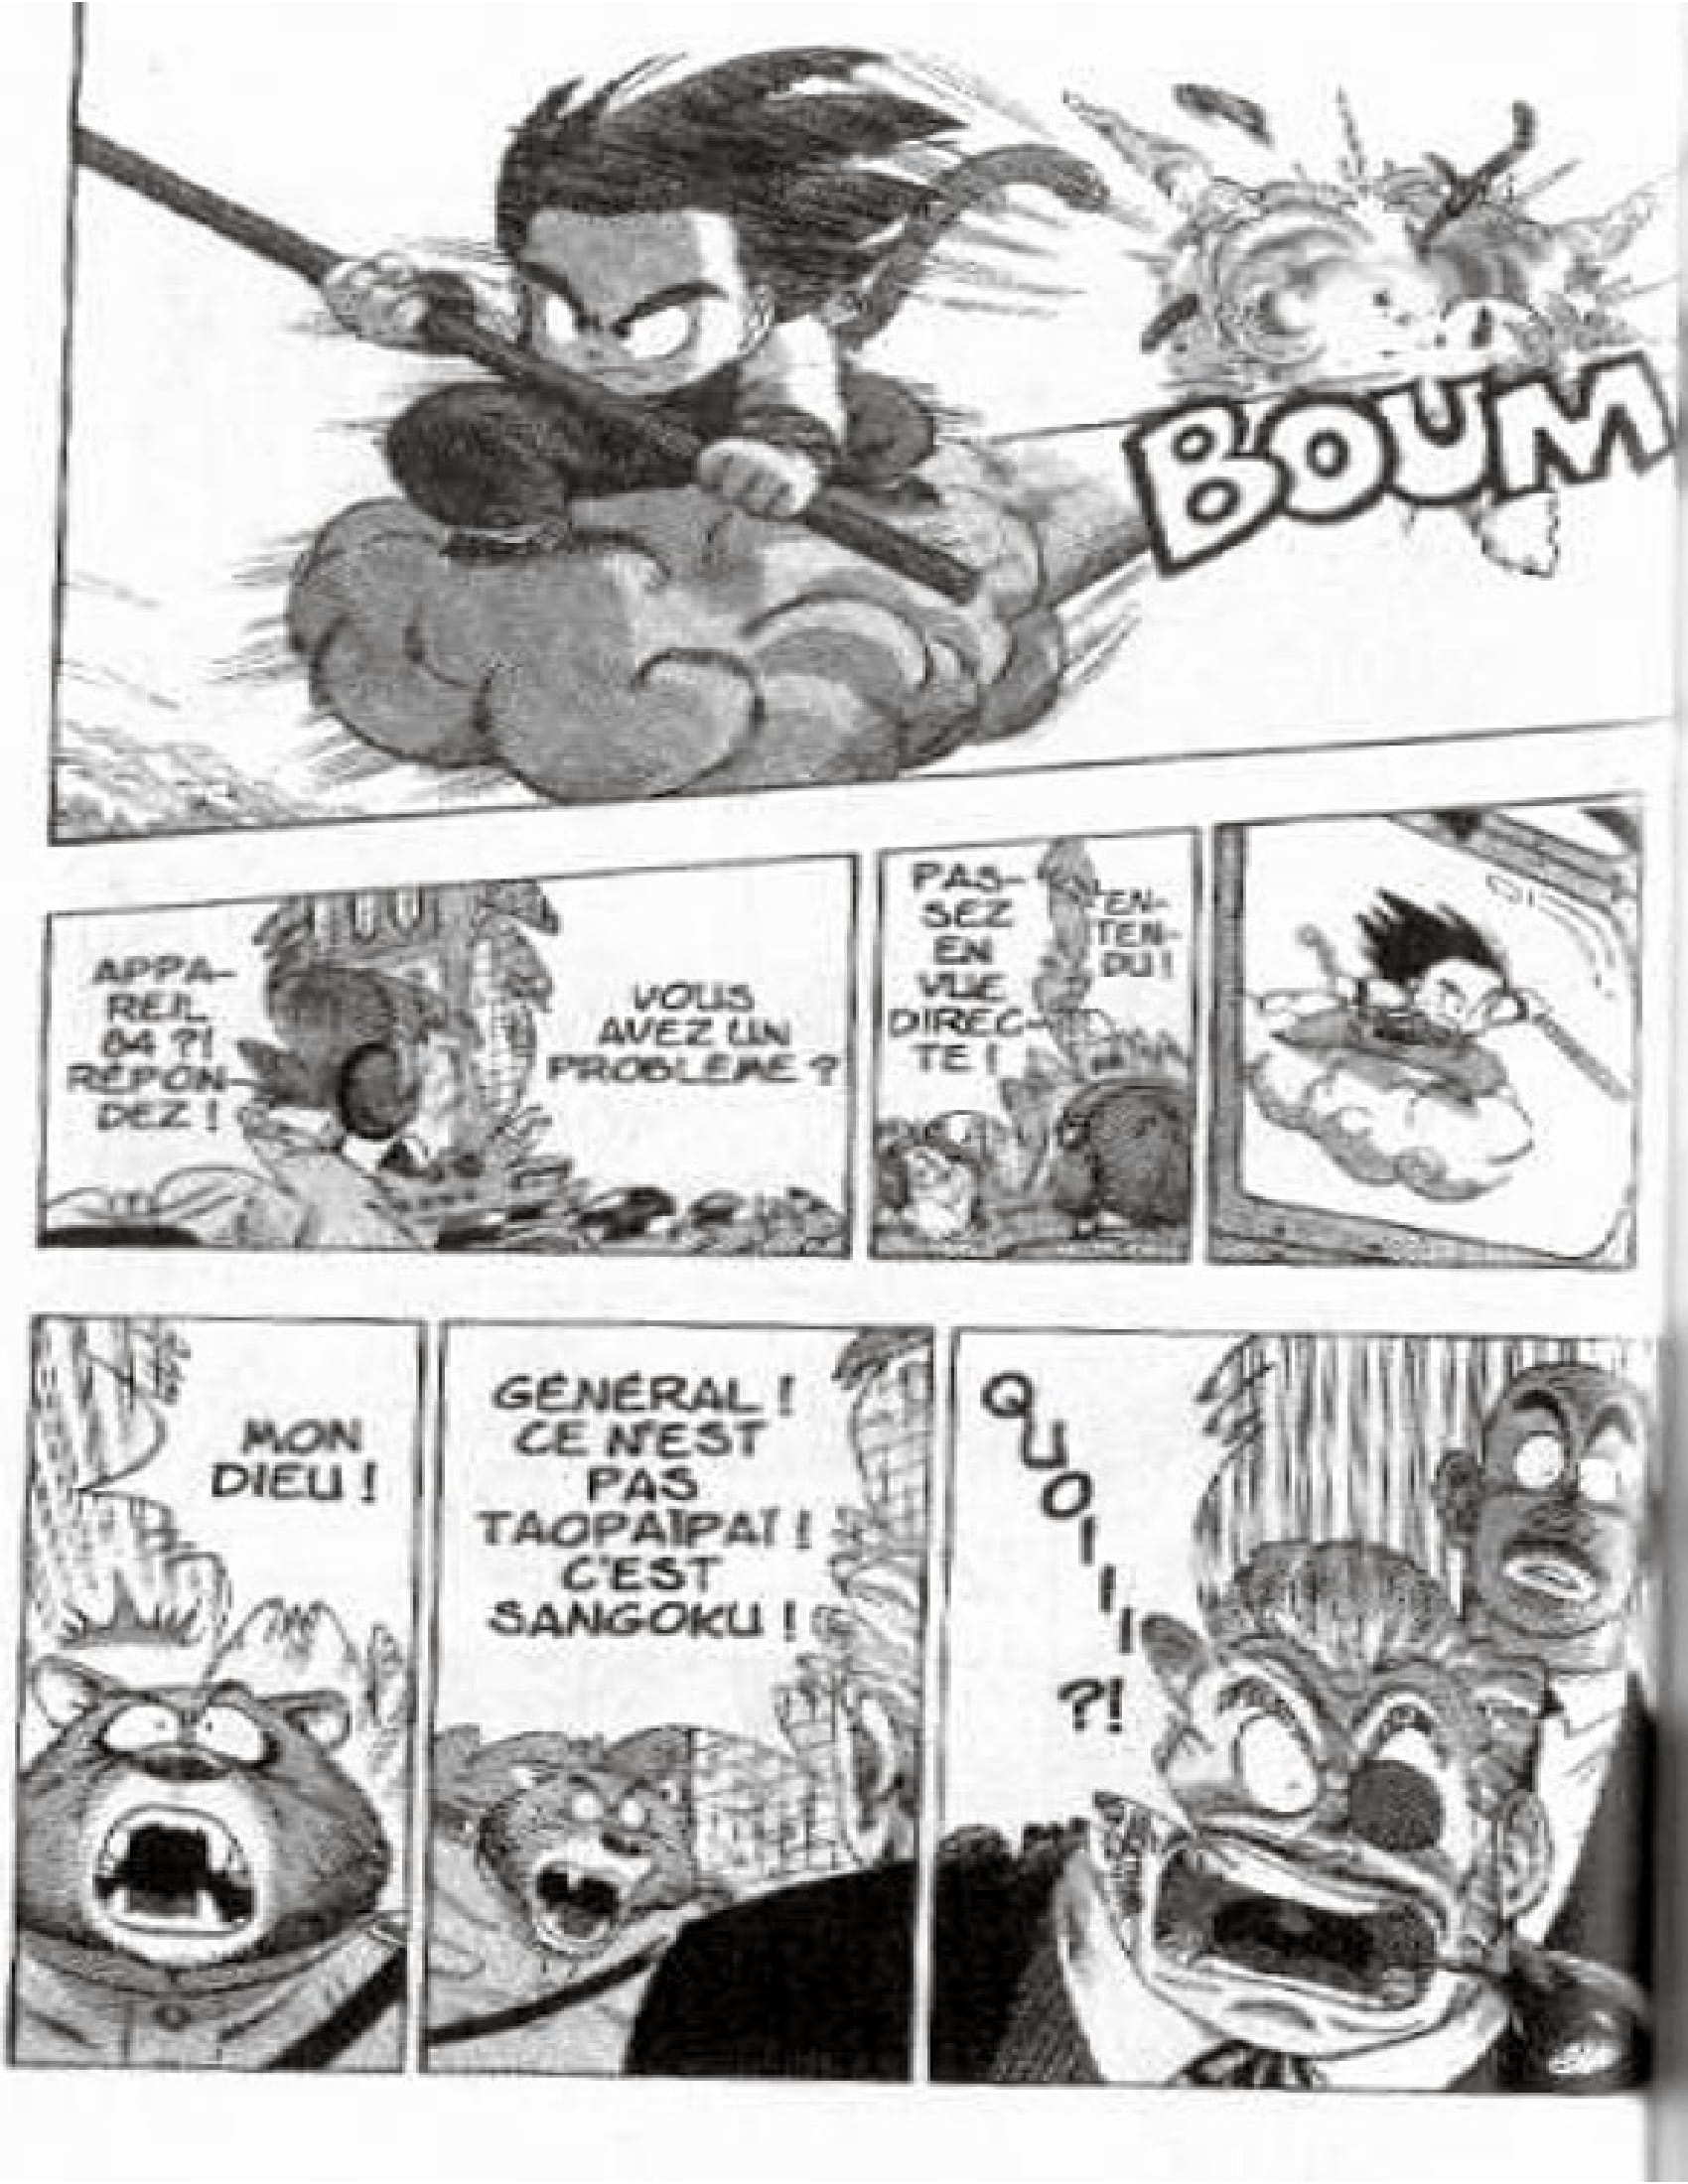 BOUM
APPA-
REIL
84 ?!
RÉPON-
DEZ !
VOUS
AVEZ UN
PROBLÈME ?
PAS-
SEZ
EN
VUE
DIREC-
TE !
EN-
TEN-
DU !
MON
DIEU !
GÉNÉRAL !
CE N'EST
PAS
TAOPAÏPAÏ !
C'EST
SANGOKU !
QUOIIII
?!